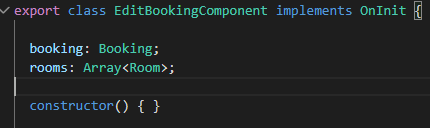 export class EditBookingComponent implements OnInit {
booking: Booking;
rooms: Array<Room>;
constructor() { }